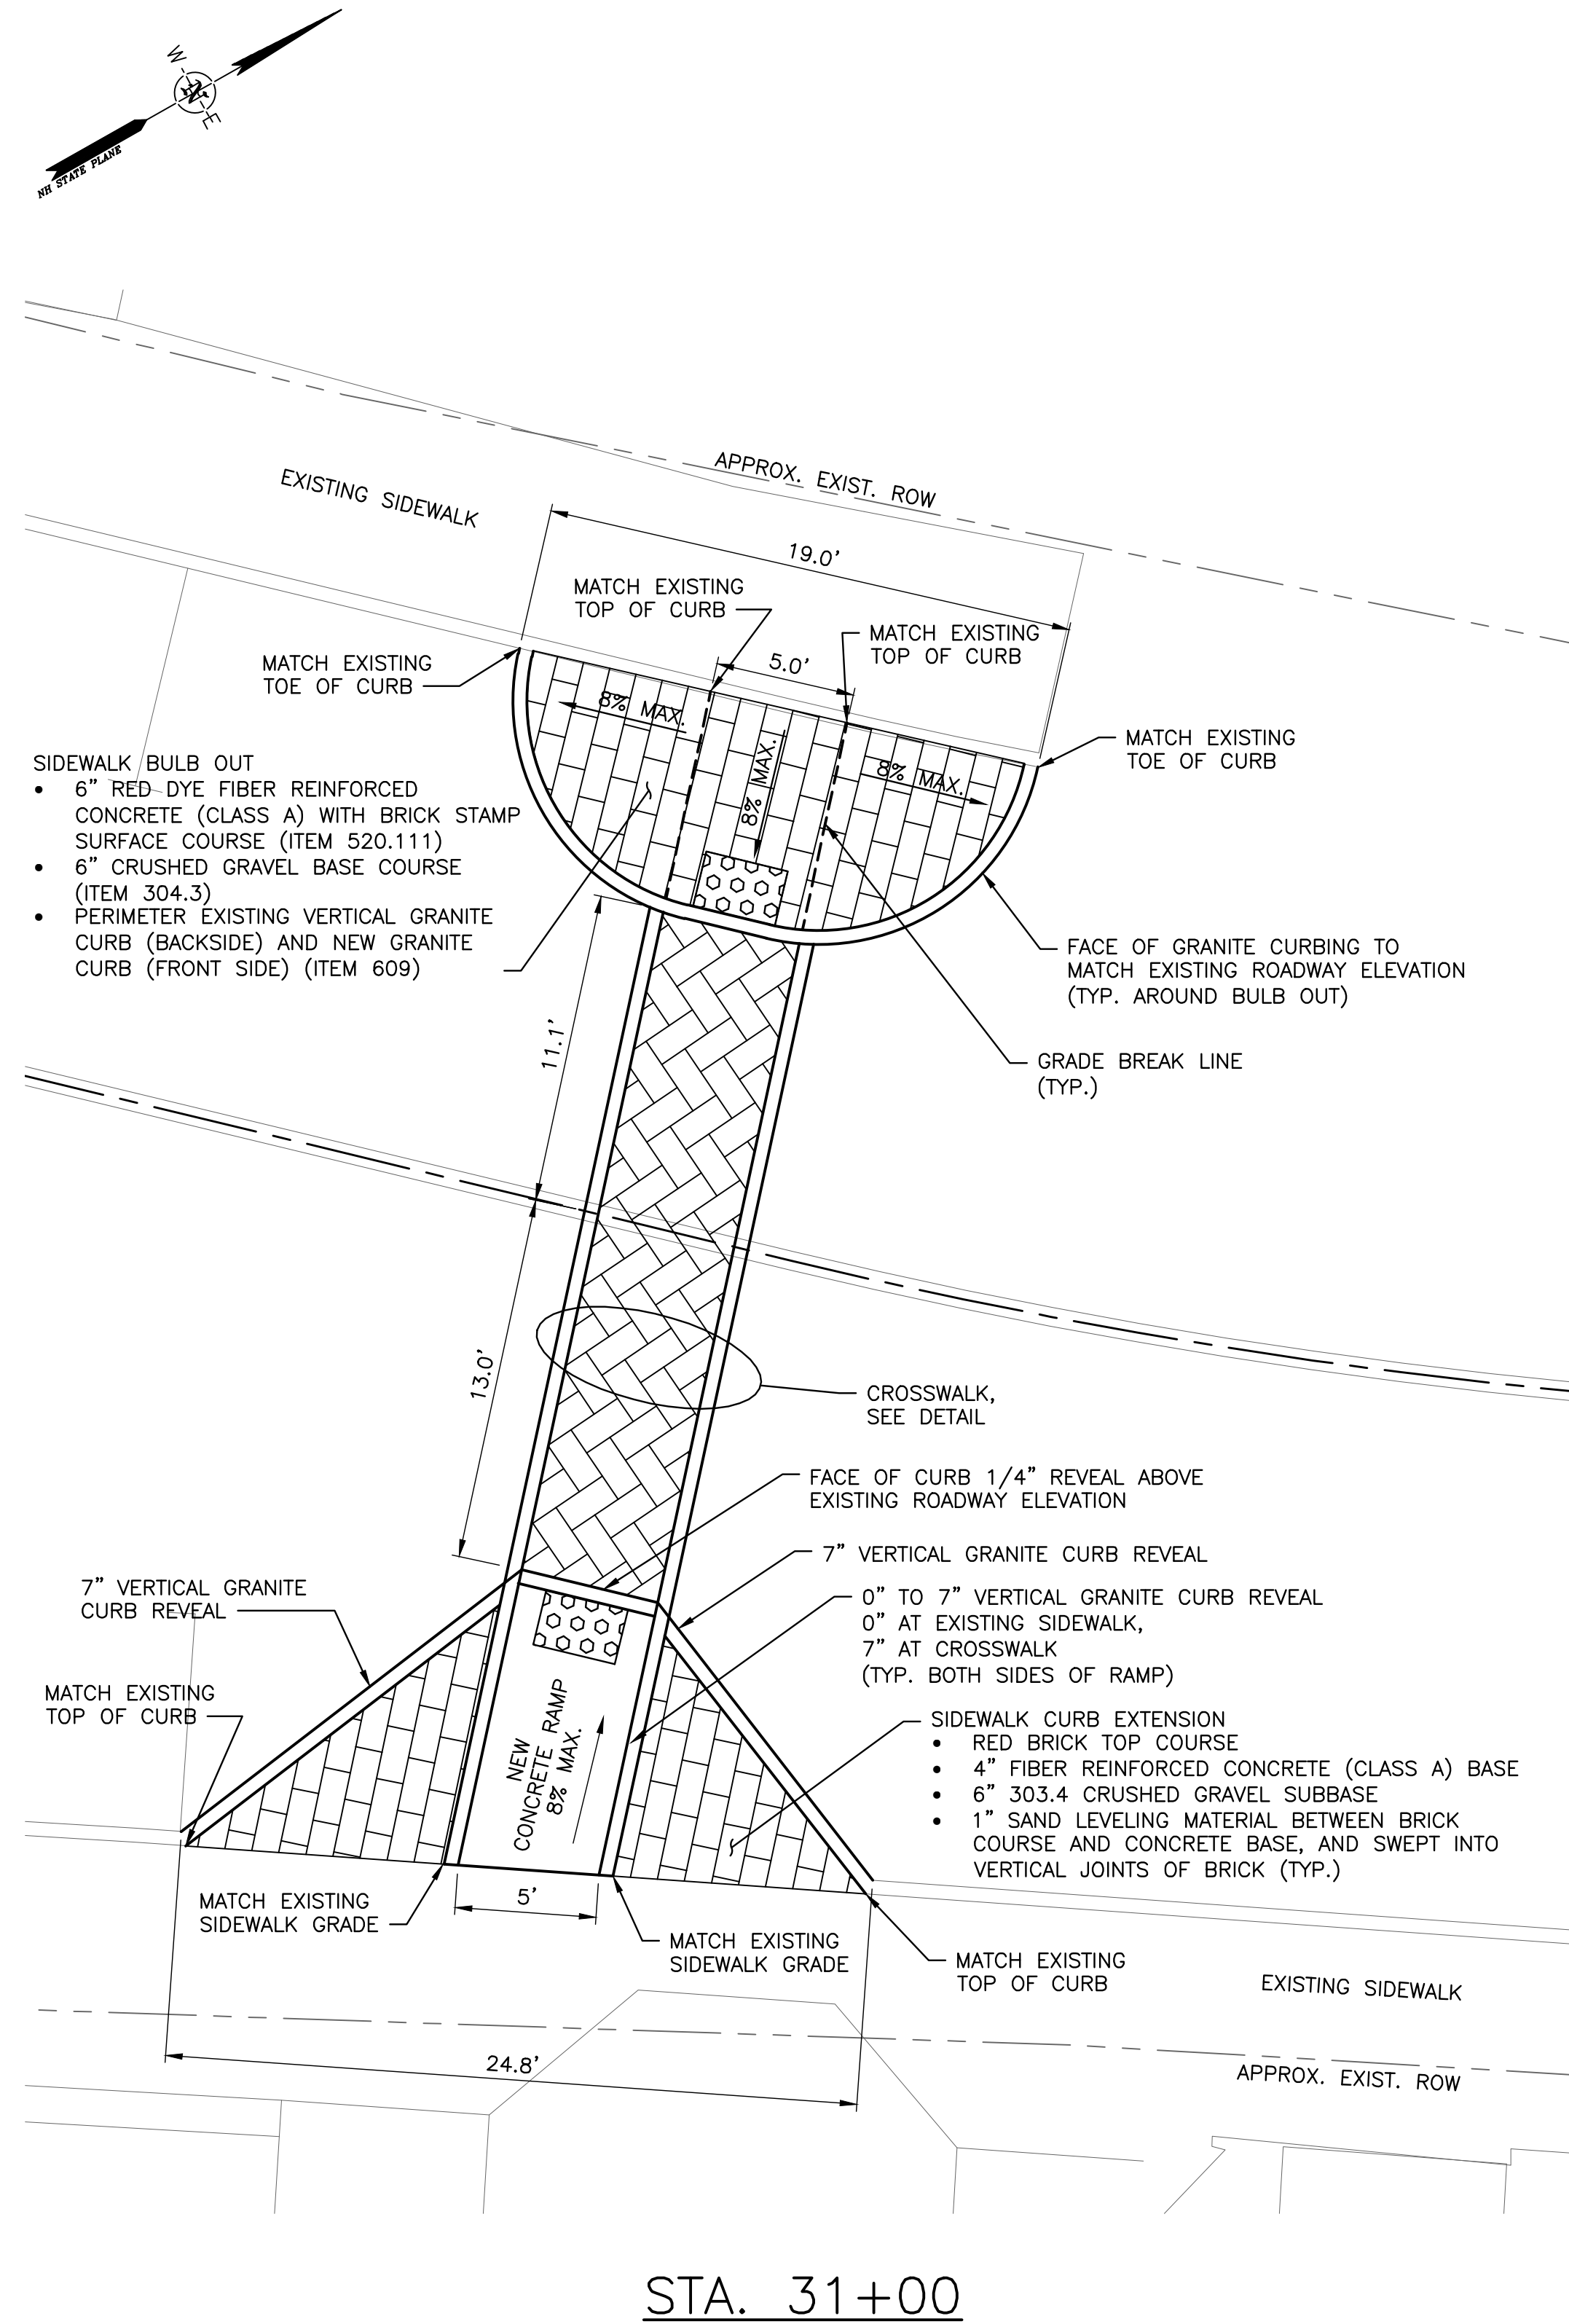 W
N
E
NH STATE PLANE
APPROX. EXIST. ROW
EXISTING SIDEWALK
19.0'
MATCH EXISTING
TOP OF CURB
MATCH EXISTING
TOP OF CURB
5.0'
MATCH EXISTING
TOE OF CURB
8% MAX.
8% MAX.
8% MAX.
MATCH EXISTING
TOE OF CURB
SIDEWALK BULB OUT
• 6" RED DYE FIBER REINFORCED
CONCRETE (CLASS A) WITH BRICK STAMP
SURFACE COURSE (ITEM 520.111)
• 6" CRUSHED GRAVEL BASE COURSE
(ITEM 304.3)
• PERIMETER EXISTING VERTICAL GRANITE
CURB (BACKSIDE) AND NEW GRANITE
CURB (FRONT SIDE) (ITEM 609)
FACE OF GRANITE CURBING TO
MATCH EXISTING ROADWAY ELEVATION
(TYP. AROUND BULB OUT)
11.1'
GRADE BREAK LINE
(TYP.)
13.0'
CROSSWALK,
SEE DETAIL
FACE OF CURB 1/4" REVEAL ABOVE
EXISTING ROADWAY ELEVATION
7" VERTICAL GRANITE CURB REVEAL
7" VERTICAL GRANITE
CURB REVEAL
0" TO 7" VERTICAL GRANITE CURB REVEAL
0" AT EXISTING SIDEWALK,
7" AT CROSSWALK
(TYP. BOTH SIDES OF RAMP)
MATCH EXISTING
TOP OF CURB
NEW
CONCRETE RAMP
8% MAX.
SIDEWALK CURB EXTENSION
• RED BRICK TOP COURSE
• 4" FIBER REINFORCED CONCRETE (CLASS A) BASE
• 6" 303.4 CRUSHED GRAVEL SUBBASE
• 1" SAND LEVELING MATERIAL BETWEEN BRICK
COURSE AND CONCRETE BASE, AND SWEPT INTO
VERTICAL JOINTS OF BRICK (TYP.)
MATCH EXISTING
SIDEWALK GRADE
5'
MATCH EXISTING
SIDEWALK GRADE
MATCH EXISTING
TOP OF CURB
EXISTING SIDEWALK
24.8'
APPROX. EXIST. ROW
STA. 31+00